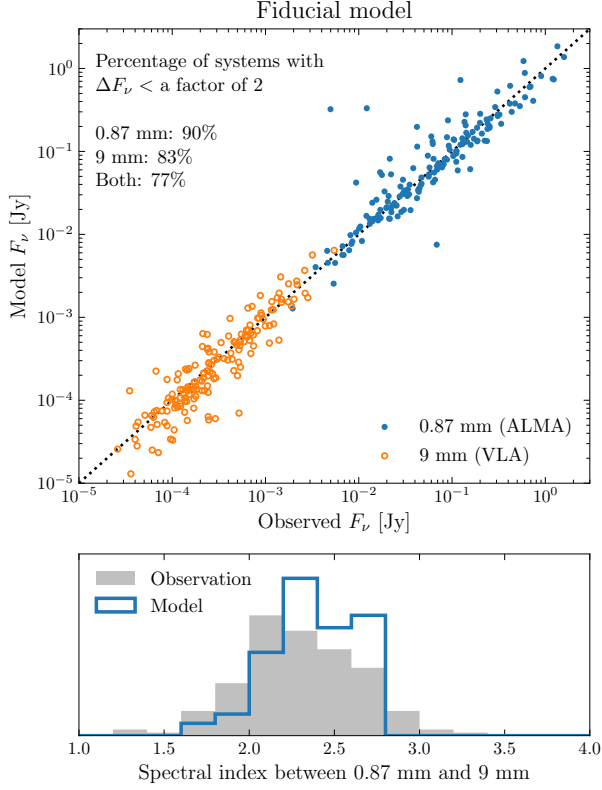 Fiducial model
Percentage of systems with
ΔF_ν < a factor of 2
0.87 mm: 90%
9 mm: 83%
Both: 77%
10^0
10^−1
10^−2
10^−3
10^−4
10^−5
Model F_ν [Jy]
0.87 mm (ALMA)
9 mm (VLA)
10^−5 10^−4 10^−3 10^−2 10^−1 10^0
Observed F_ν [Jy]
Observation
Model
1.0 1.5 2.0 2.5 3.0 3.5 4.0
Spectral index between 0.87 mm and 9 mm